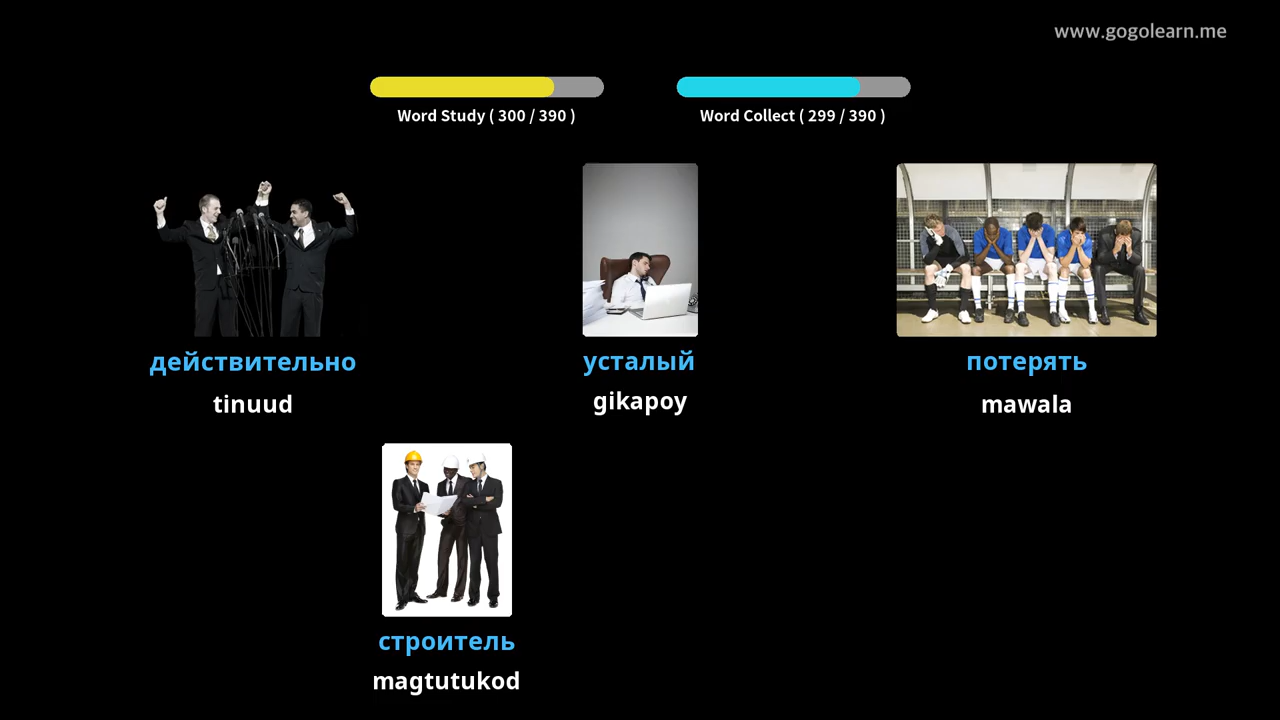 www.gogolearn.me
Word Study ( 300 / 390 )
Word Collect ( 299 / 390 )
действительно
tinuud
усталый
gikapoy
потерять
mawala
строитель
magtutukod